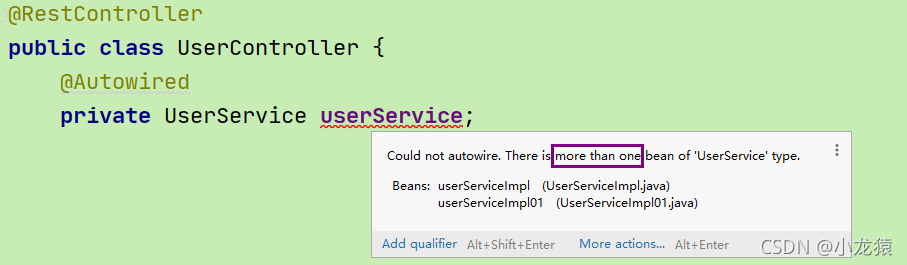 @RestController
public class UserController {
@Autowired
private UserService userService;
Could not autowire. There is more than one bean of 'UserService' type.
Beans: userServiceImpl (UserServiceImpl.java)
userServiceImpl01 (UserServiceImpl01.java)
Add qualifier Alt+Shift+Enter More actions... Alt+Enter
CSDN @小龙猿